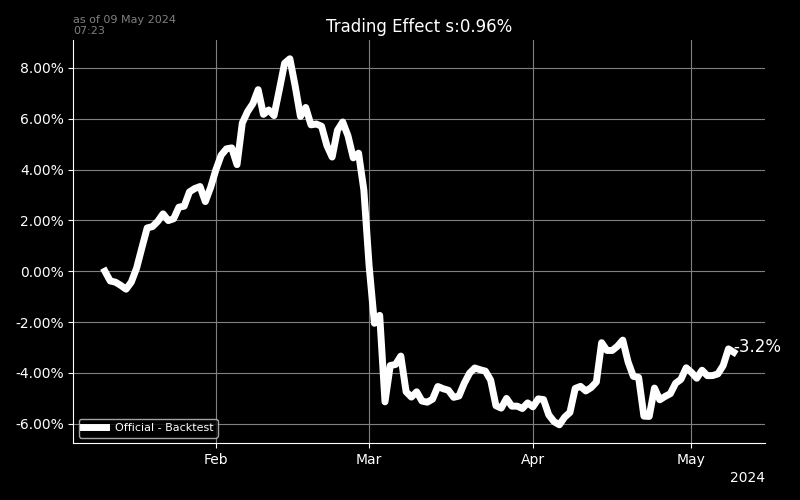 as of 09 May 2024
07:23
Trading Effect s:0.96%
8.00%
6.00%
4.00%
2.00%
0.00%
-2.00%
-4.00%
-6.00%
-3.2%
Official - Backtest
Feb
Mar
Apr
May
2024